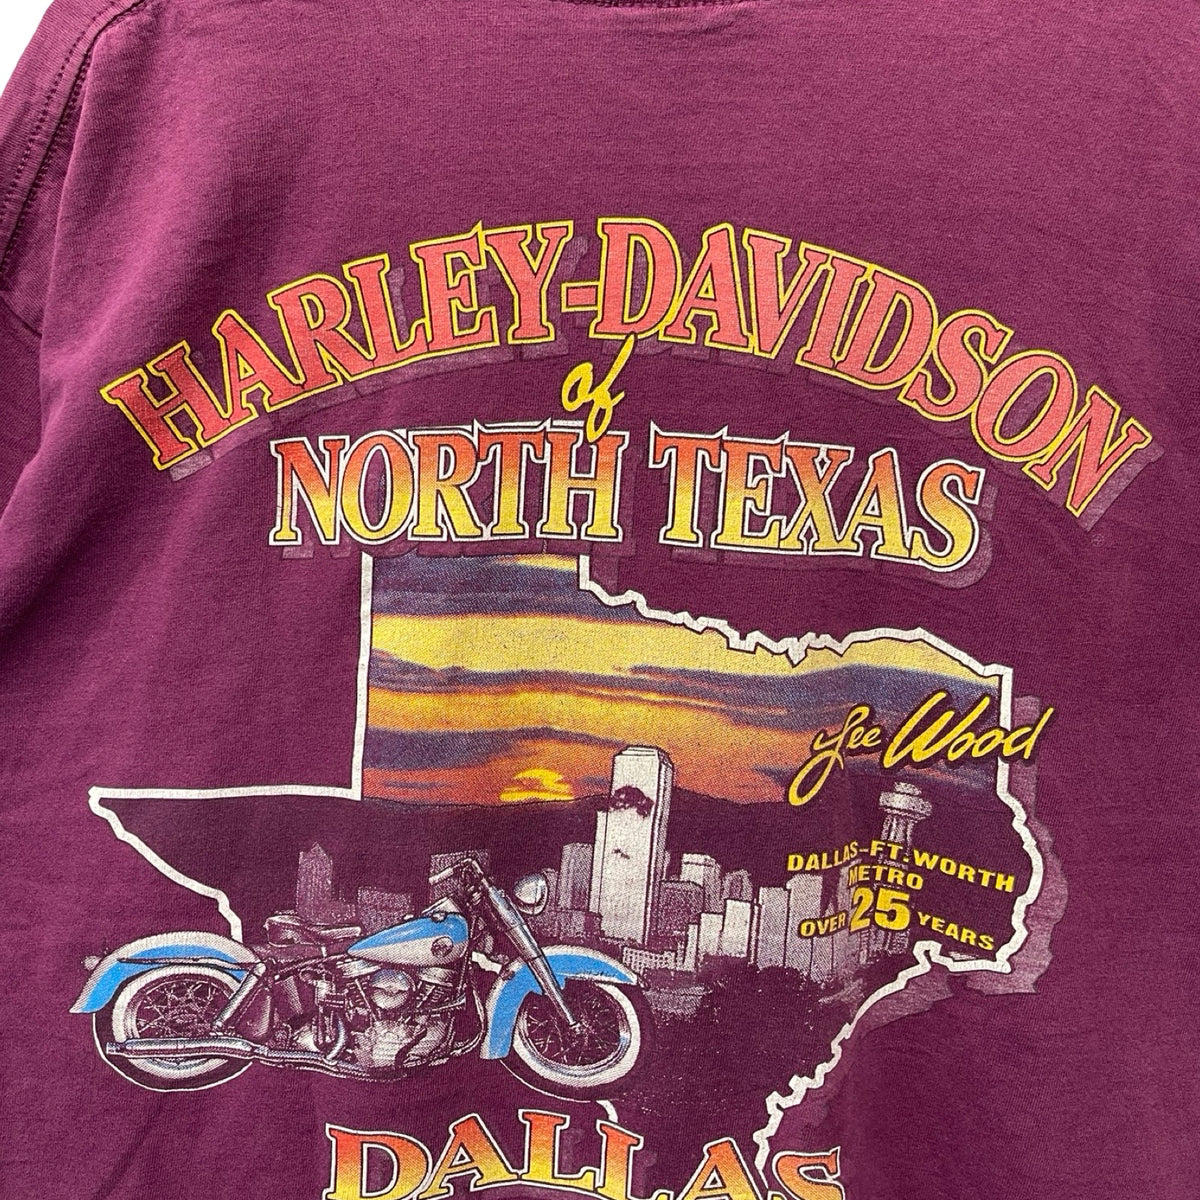 HARLEY-DAVIDSON
of
NORTH TEXAS
Lee Wood
DALLAS-FT. WORTH
METRO
OVER 25 YEARS
DALLAS